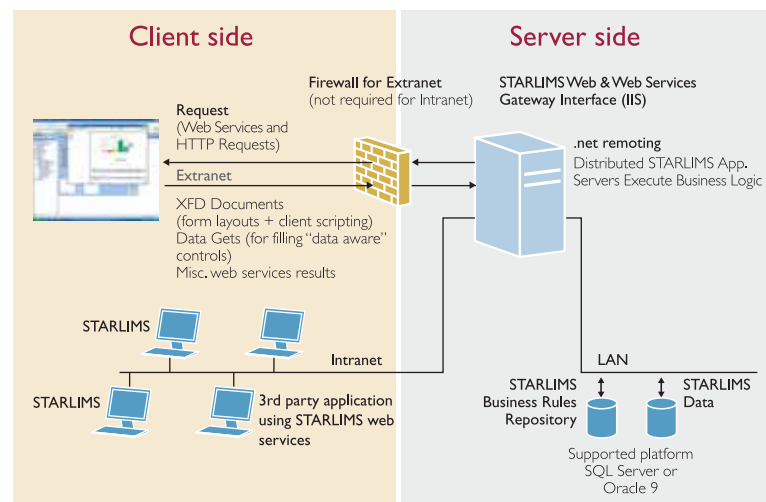 Client side
Server side
Firewall for Extranet
(not required for Intranet)
STARLIMS Web & Web Services
Gateway Interface (IIS)
Request
(Web Services and
HTTP Requests)
Extranet
XFD Documents
(form layouts + client scripting)
Data Gets (for filling “data aware”
controls)
Misc. web services results
.net remoting
Distributed STARLIMS App.
Servers Execute Business Logic
STARLIMS
Intranet
STARLIMS
3rd party application
using STARLIMS web
services
LAN
STARLIMS
Business Rules
Repository
STARLIMS
Data
Supported platform
SQL Server or
Oracle 9